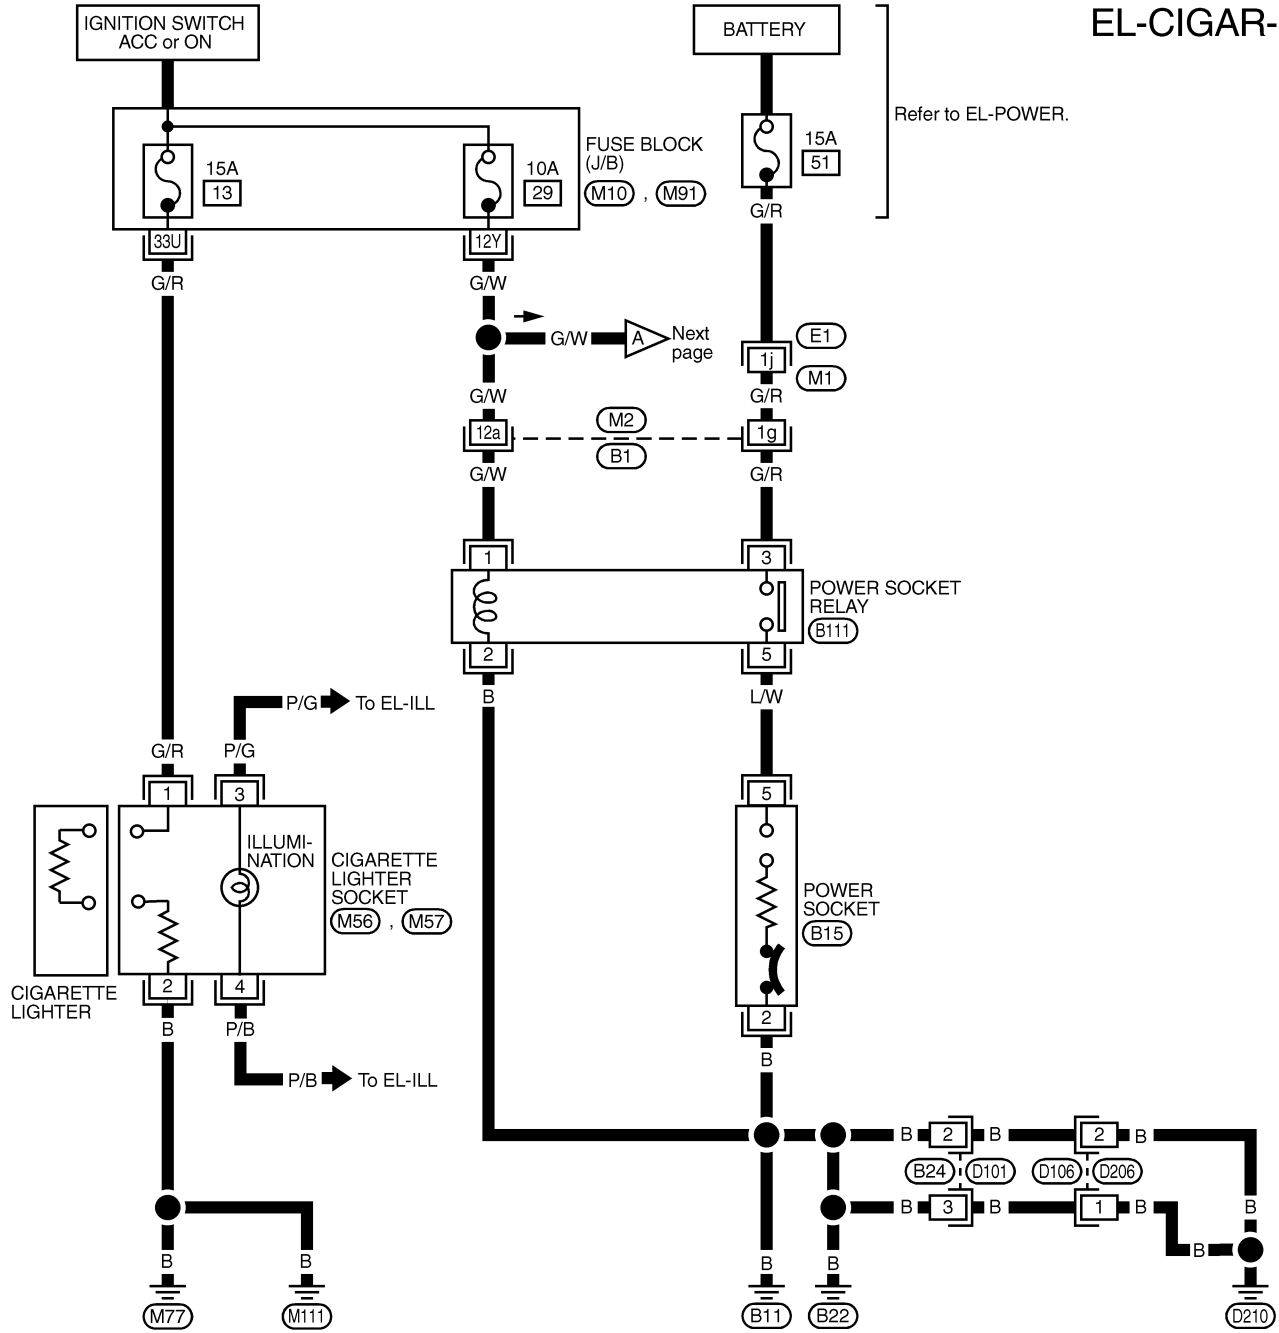 EL-CIGAR-
IGNITION SWITCH
ACC or ON
BATTERY
Refer to EL-POWER.
15A
13
10A
29
FUSE BLOCK
(J/B)
M10 , M91
15A
51
G/R
33U
12Y
G/R
G/W
G/W
A
Next
page
E1
1j
M1
G/W
G/R
12a
M2
B1
1g
G/W
G/R
1
3
POWER SOCKET
RELAY
B111
2
5
B
L/W
P/G
To EL-ILL
G/R
P/G
1
3
5
ILLUMI-
NATION
CIGARETTE
LIGHTER
SOCKET
M56 , M57
POWER
SOCKET
B15
CIGARETTE
LIGHTER
2
4
2
B
P/B
B
P/B
To EL-ILL
B
2
B
2
B
B24
D101
D106
D206
B
3
B
1
B
B
B
B
B
B
B
M77
M111
B11
B22
D210